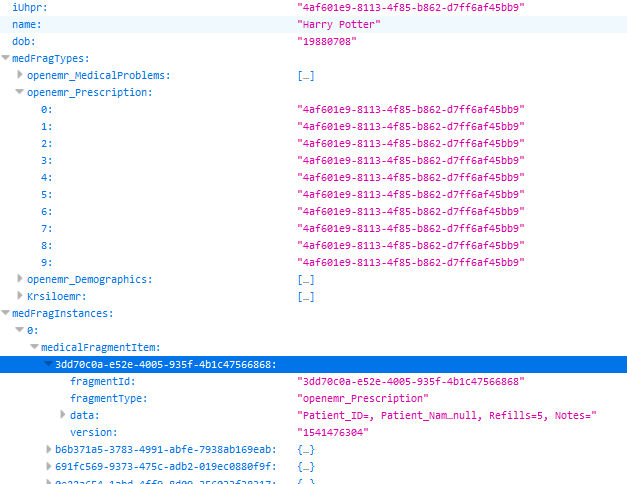 iUhpr: "4af601e9-8113-4f85-b862-d7ff6af45bb9"
name: "Harry Potter"
dob: "19880708"
medFragTypes:
openemr_MedicalProblems: […]
openemr_Prescription:
0: "4af601e9-8113-4f85-b862-d7ff6af45bb9"
1: "4af601e9-8113-4f85-b862-d7ff6af45bb9"
2: "4af601e9-8113-4f85-b862-d7ff6af45bb9"
3: "4af601e9-8113-4f85-b862-d7ff6af45bb9"
4: "4af601e9-8113-4f85-b862-d7ff6af45bb9"
5: "4af601e9-8113-4f85-b862-d7ff6af45bb9"
6: "4af601e9-8113-4f85-b862-d7ff6af45bb9"
7: "4af601e9-8113-4f85-b862-d7ff6af45bb9"
8: "4af601e9-8113-4f85-b862-d7ff6af45bb9"
9: "4af601e9-8113-4f85-b862-d7ff6af45bb9"
openemr_Demographics: […]
Krsiloemr: […]
medFragInstances:
0:
medicalFragmentItem:
3dd70c0a-e52e-4005-935f-4b1c47566868:
fragmentId: "3dd70c0a-e52e-4005-935f-4b1c47566868"
fragmentType: "openemr_Prescription"
data: "Patient_ID=, Patient_Nam…null, Refills=5, Notes="
version: "1541476304"
b6b371a5-3783-4991-abfe-7938ab169eab: {…}
691fc569-9373-475c-adb2-019ec0880f9f: {…}